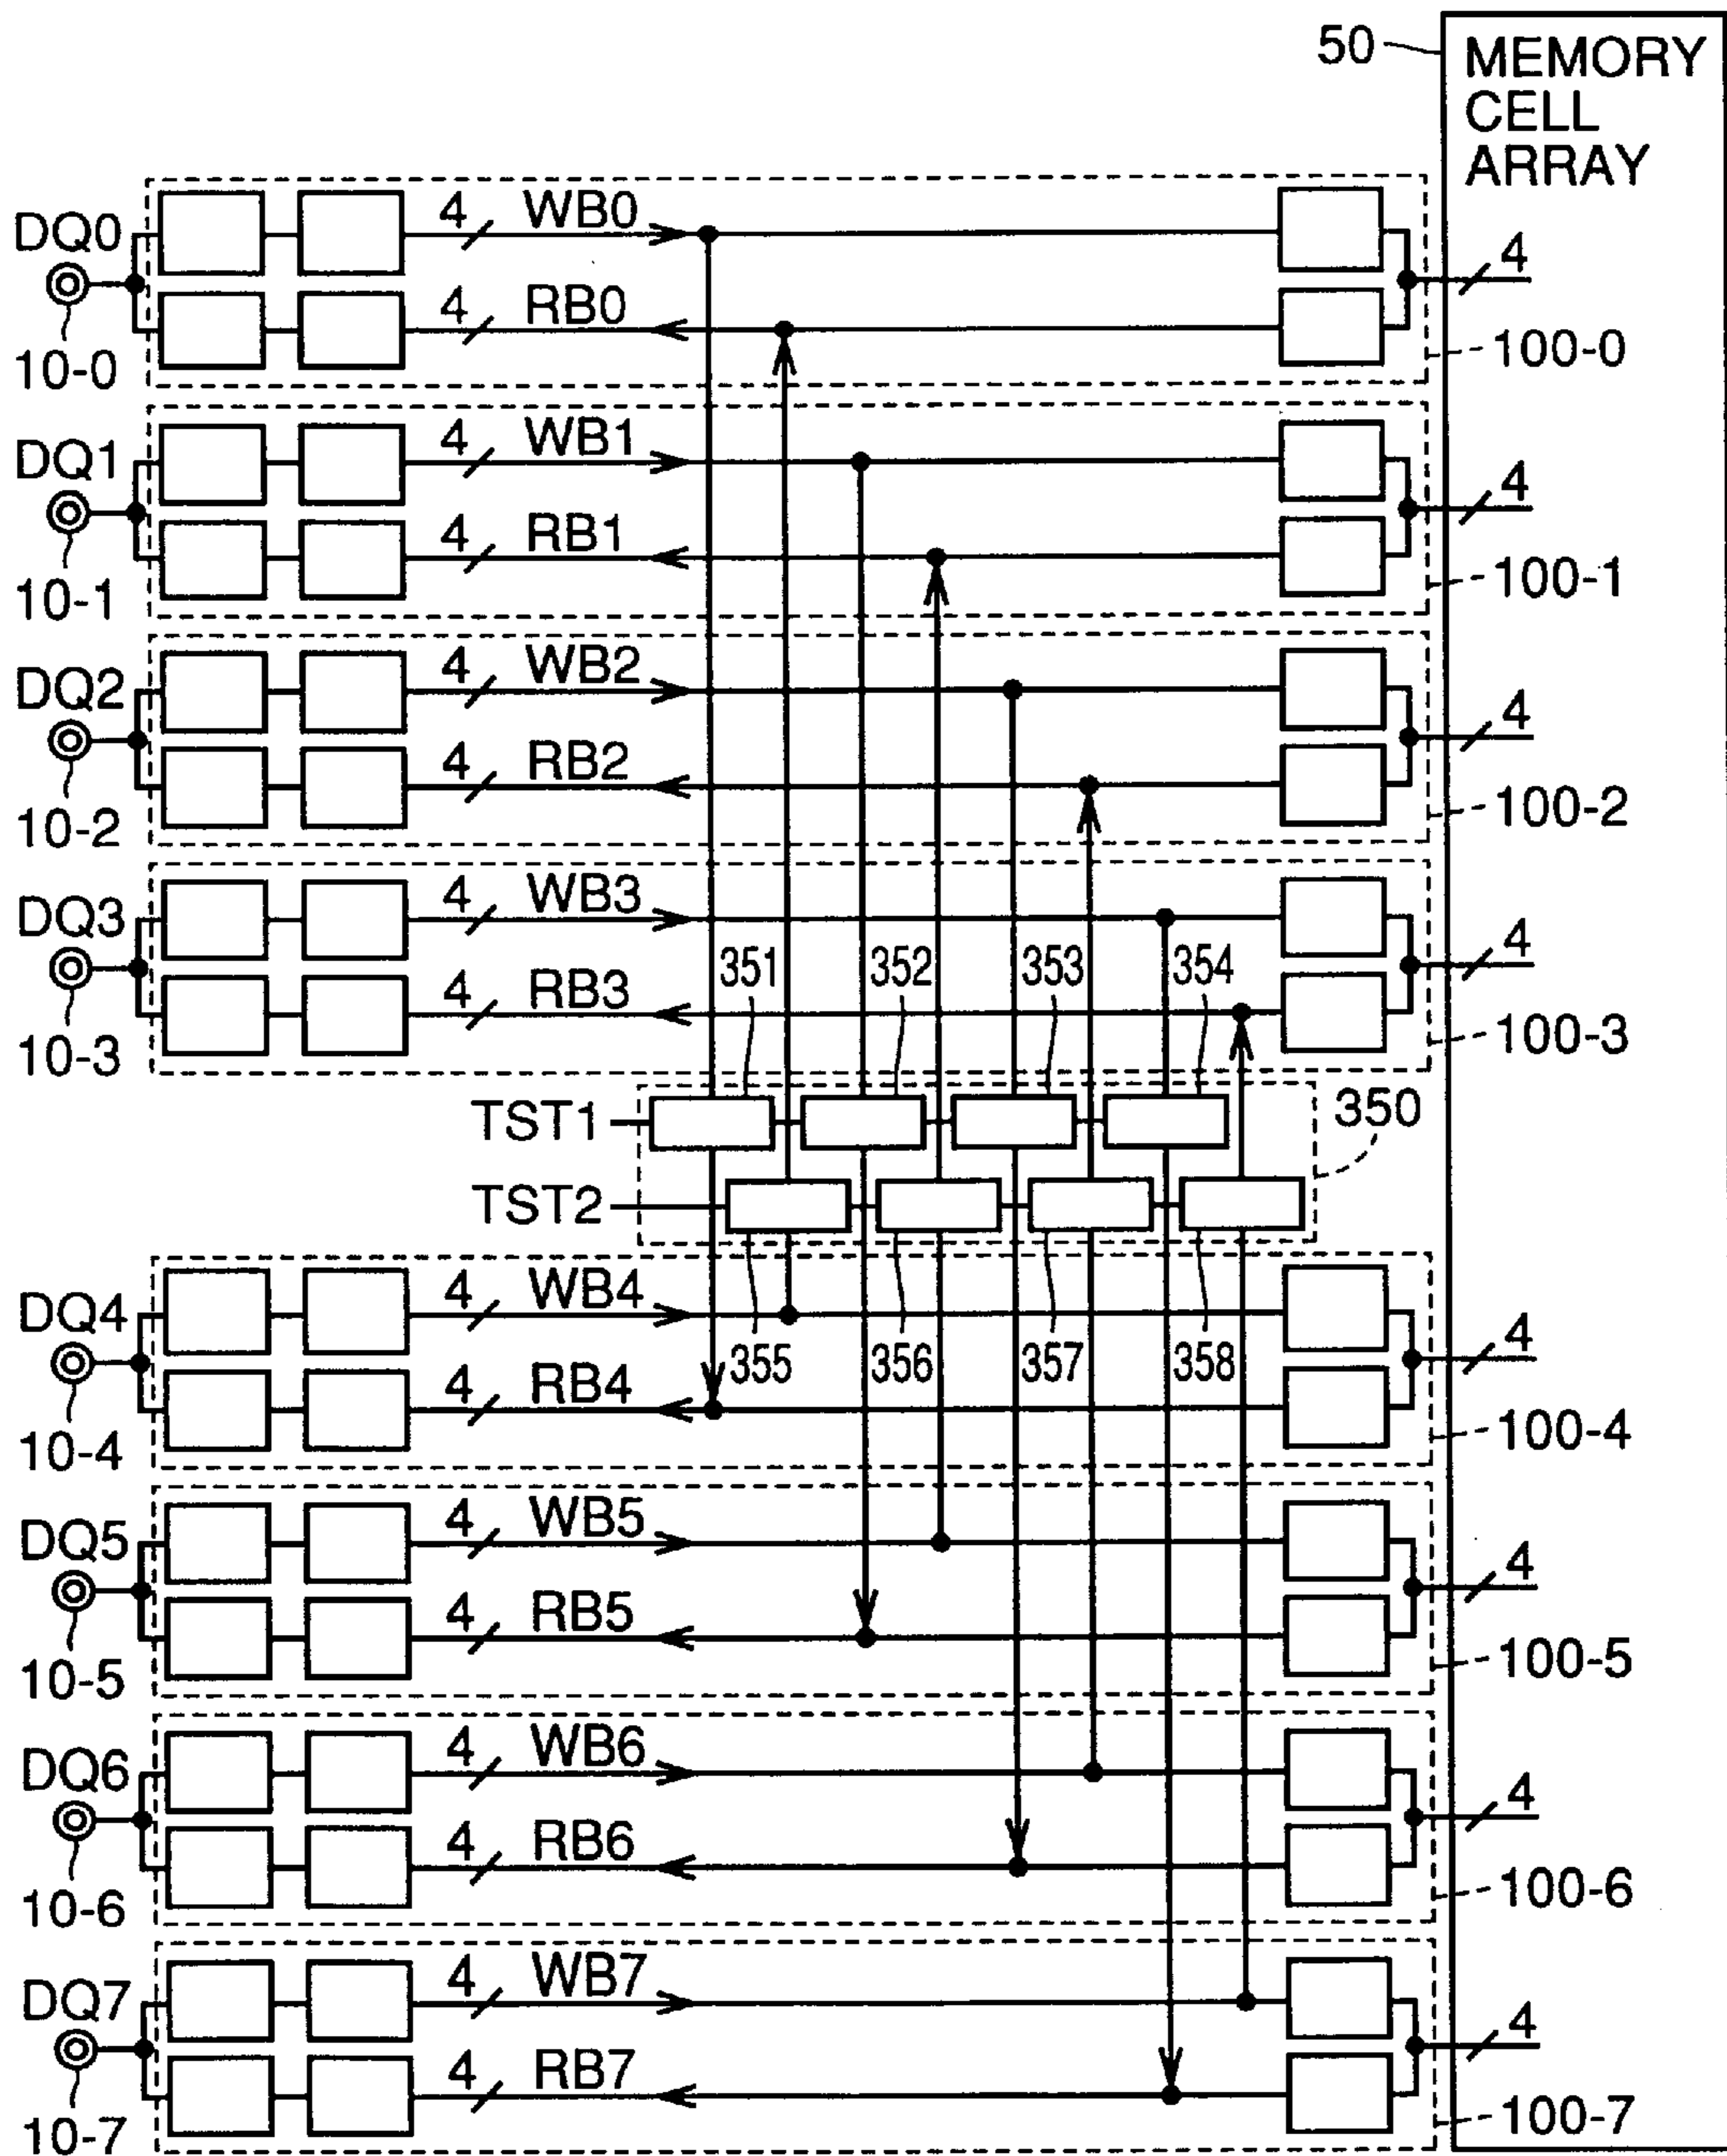 50
MEMORY
CELL
ARRAY
DQ0
4
WB0
4
4
RB0
10-0
100-0
DQ1
4
WB1
4
4
RB1
10-1
100-1
DQ2
4
WB2
4
4
RB2
10-2
100-2
DQ3
4
WB3
4
351
352
353
354
4
RB3
10-3
100-3
TST1
350
TST2
DQ4
4
WB4
4
355
356
357
358
4
RB4
10-4
100-4
DQ5
4
WB5
4
4
RB5
10-5
100-5
DQ6
4
WB6
4
4
RB6
10-6
100-6
DQ7
4
WB7
4
4
RB7
10-7
100-7